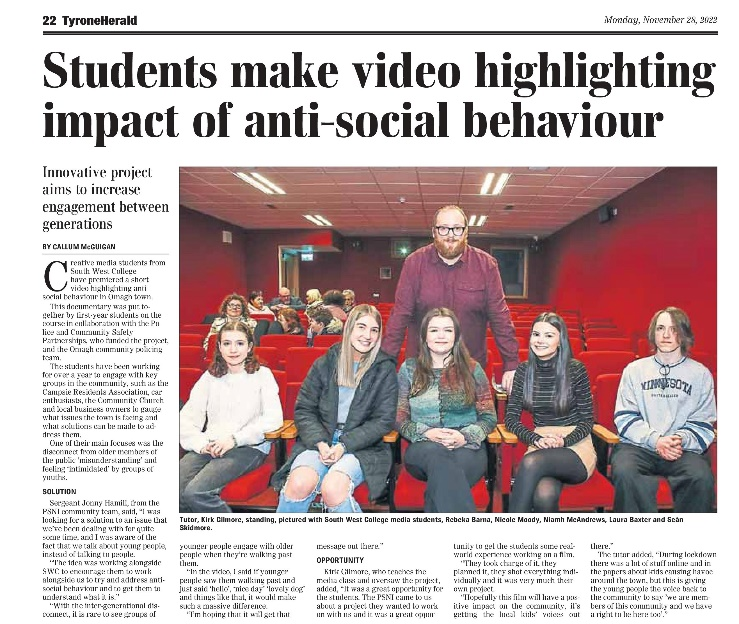 22 TyroneHerald
Monday, November 28, 2022
Students make video highlighting
impact of anti-social behaviour
Innovative project
aims to increase
engagement between
generations
BY CALLUM McGUIGAN
Creative media students from
South West College
have premiered a short
video highlighting anti
social behaviour in Omagh town.
This documentary was put to-
gether by first-year students on the
course in collaboration with the Po
lice and Community Safety
Partnerships, who funded the project,
and the Omagh community policing
team.
The students have been working
for over a year to engage with key
groups in the community, such as the
Campsie Residents Association, car
enthusiasts, the Community Church
and local business owners to gauge
what issues the town is facing and
what solutions can be made to ad-
dress them.
One of their main focuses was the
disconnect from older members of
the public 'misunderstanding' and
feeling 'intimidated' by groups of
youths.
SOLUTION
Sergeant Jonny Hamill, from the
PSNI community team, said, "I was
looking for a solution to an issue that
we've been dealing with for quite
some time, and I was aware of the
fact that we talk about young people,
instead of talking to people.
"The idea was working alongside
SWC to encourage them to work
alongside us to try and address anti-
social behaviour and to get them to
understand what it is."
"With the inter-generational dis-
connect, it is rare to see groups of
MINNESOTA
Tutor, Kirk Gilmore, standing, pictured with South West College media students, Rebeka Barna, Nicole Moody, Niamh McAndrews, Laura Baxter and Seán
Skidmore.
younger people engage with older
people when they're walking past
them.
"In the video, I said if younger
people saw them walking past and
just said 'hello', 'nice day' 'lovely dog'
and things like that, it would make
such a massive difference.
"I'm hoping that it will get that
message out there."
OPPORTUNITY
Kirk Gilmore, who teaches the
media class and oversaw the project,
added, "It was a great opportunity for
the students. The PSNI came to us
about a project they wanted to work
on with us and it was a great oppor
tunity to get the students some real-
world experience working on a film.
"They took charge of it, they
planned it, they shot everything indi-
vidually and it was very much their
own project.
"Hopefully this film will have a pos-
itive impact on the community, it's
getting the local kids' voices out
there."
The tutor added, "During lockdown
there was a lot of stuff online and in
the papers about kids causing havoc
around the town, but this is giving
the young people the voice back to
the community to say 'we are mem-
bers of this community and we have
a right to be here too'."